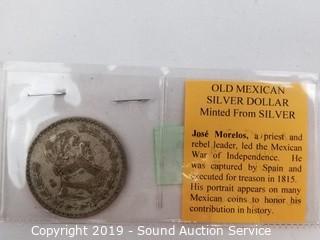 OLD MEXICAN
SILVER DOLLAR
Minted From SILVER
José Morelos, a priest and
rebel leader, led the Mexican
War of Independence. He
was captured by Spain and
executed for treason in 1815.
His portrait appears on many
Mexican coins to honor his
contribution in history.
Copyright 2019 - Sound Auction Service